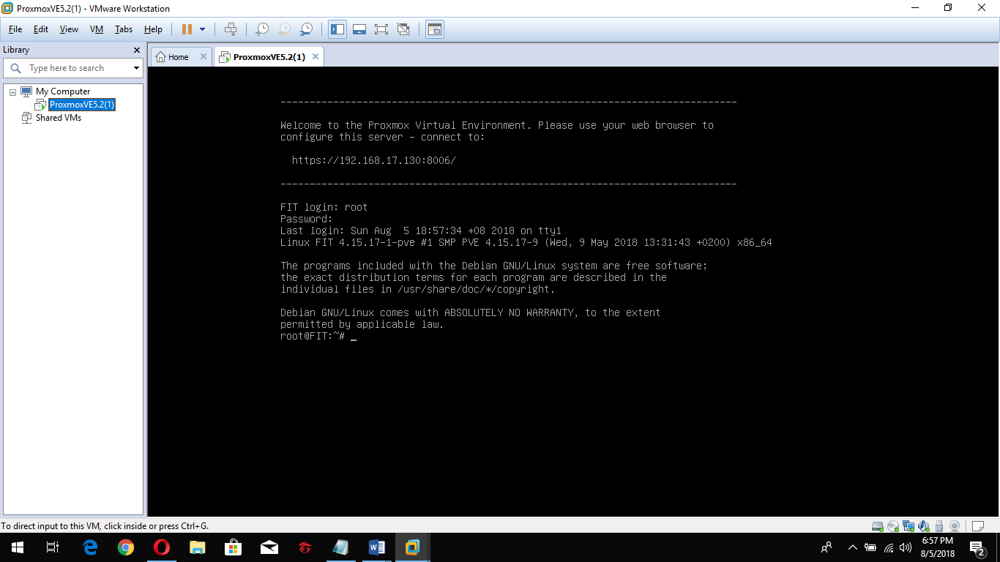 ProxmoxVE5.2(1) - VMware Workstation
File Edit View VM Tabs Help
Library
Type here to search
My Computer
ProxmoxVE5.2(1)
Shared VMs
Home ProxmoxVE5.2(1)
--------------------------------------------------------------------------------
Welcome to the Proxmox Virtual Environment. Please use your web browser to
configure this server - connect to:
https://192.168.17.130:8006/
--------------------------------------------------------------------------------
FIT login: root
Password:
Last login: Sun Aug  5 18:57:34 +08 2018 on tty1
Linux FIT 4.15.17-1-pve #1 SMP PVE 4.15.17-9 (Wed, 9 May 2018 13:31:43 +0200) x86_64
The programs included with the Debian GNU/Linux system are free software;
the exact distribution terms for each program are described in the
individual files in /usr/share/doc/*/copyright.
Debian GNU/Linux comes with ABSOLUTELY NO WARRANTY, to the extent
permitted by applicable law.
root@FIT:~# _
To direct input to this VM, click inside or press Ctrl+G.
6:57 PM
8/5/2018
2